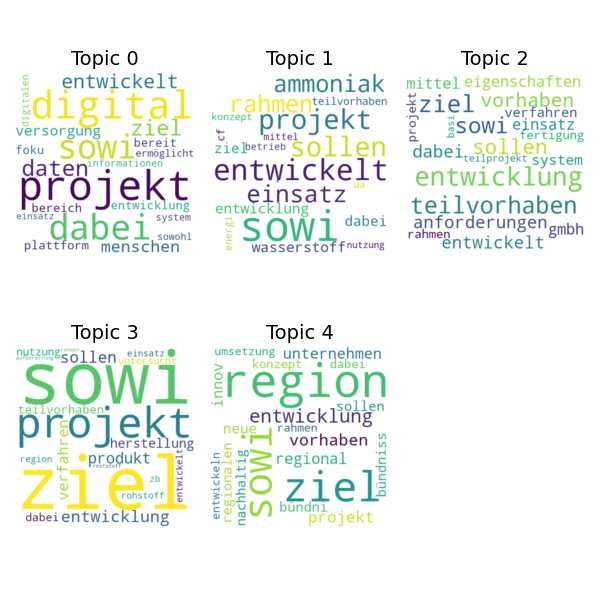 Topic 0
digitalen
entwickelt
digital
versorgung
ziel
sowi
bereit
foku
ermöglicht
informationen
daten
projekt
bereich
entwicklung
einsatz
system
dabei
sowohl
plattform
menschen
Topic 1
ammoniak
rahmen
teilvorhaben
konzept
projekt
cf
mittel
sollen
ziel
betrieb
entwickelt
einsatz
ua
entwicklung
sowi
dabei
energi
wasserstoff
nutzung
Topic 2
mittel
eigenschaften
projekt
ziel
vorhaben
verfahren
basi
sowi
einsatz
fertigung
dabei
sollen
teilprojekt
system
entwicklung
teilvorhaben
anforderungen
gmbh
rahmen
entwickelt
Topic 3
nutzung
rahmen
aufbereitung
sollen
einsatz
untersucht
sowi
teilvorhaben
projekt
verfahren
herstellung
region
produkt
reststoff
entwickelt
ziel
zb
rohstoff
dabei
entwicklung
Topic 4
umsetzung
unternehmen
innov
konzept
dabei
region
sollen
entwicklung
neue
rahmen
vorhaben
sowi
regional
bündniss
entwickeln
regionalen
nachhaltig
ziel
bündni
projekt